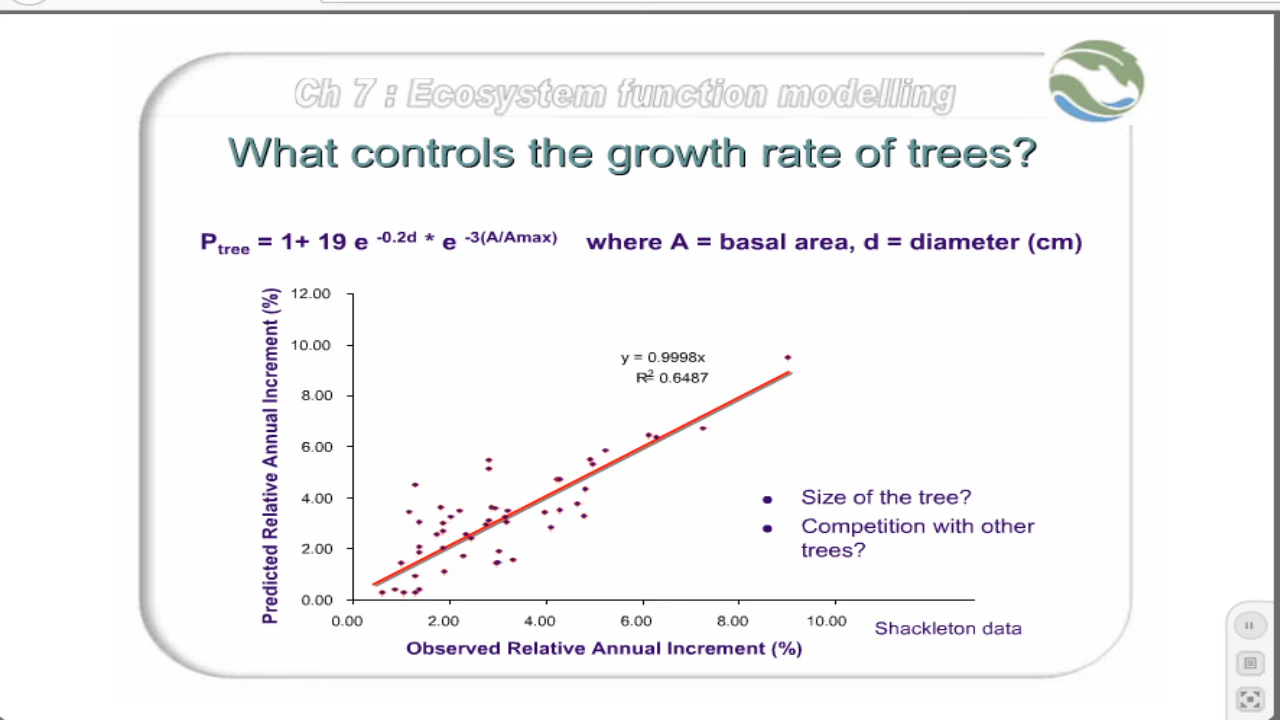 Ch 7 : Ecosystem function modelling
What controls the growth rate of trees?
Ptree = 1+ 19 e -0.2d * e -3(A/Amax) where A = basal area, d = diameter (cm)
Predicted Relative Annual Increment (%)
12.00
10.00
8.00
6.00
4.00
2.00
0.00
y = 0.9998x
R2 = 0.6487
• Size of the tree?
• Competition with other
trees?
0.00 2.00 4.00 6.00 8.00 10.00
Shackleton data
Observed Relative Annual Increment (%)